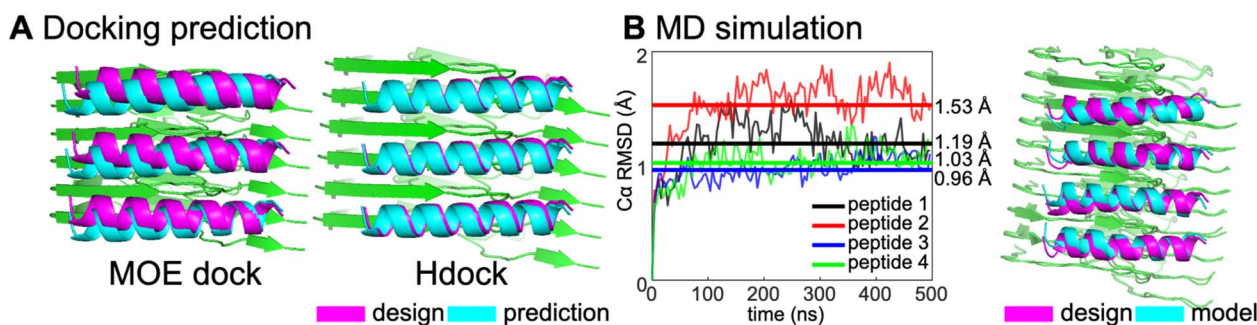 A Docking prediction
MOE dock
Hdock
design prediction
B MD simulation
Cα RMSD (Å)
2
1
0
1.53 Å
1.19 Å
1.03 Å
0.96 Å
peptide 1
peptide 2
peptide 3
peptide 4
0 100 200 300 400 500
time (ns)
design model